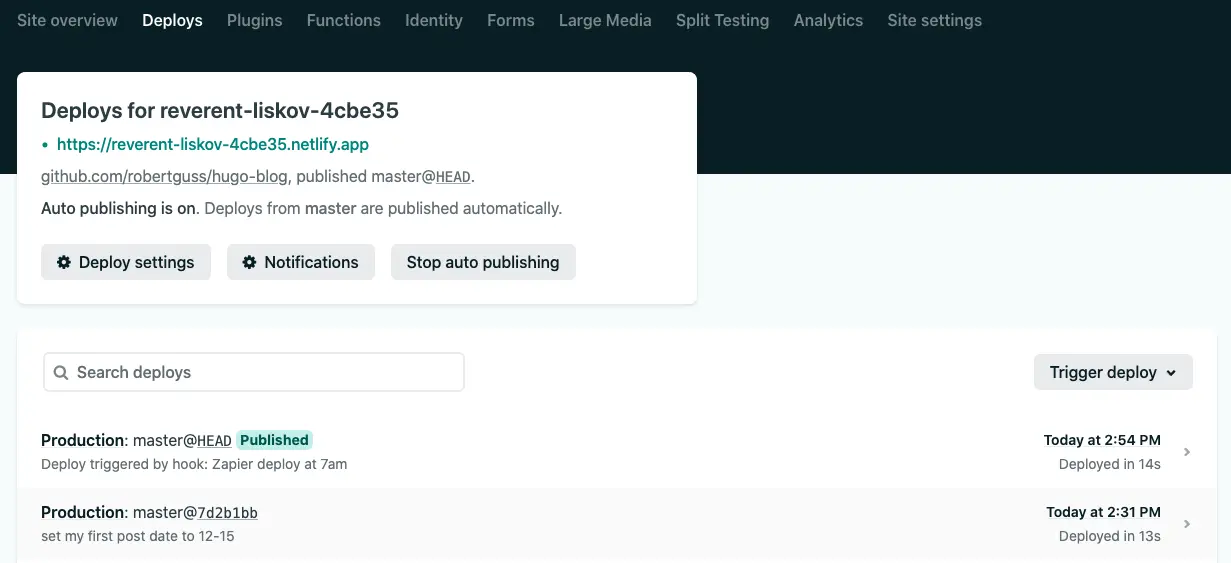 Site overview Deploys Plugins Functions Identity Forms Large Media Split Testing Analytics Site settings
Deploys for reverent-liskov-4cbe35
• https://reverent-liskov-4cbe35.netlify.app
github.com/robertguss/hugo-blog, published master@HEAD.
Auto publishing is on. Deploys from master are published automatically.
Deploy settings Notifications Stop auto publishing
Search deploys Trigger deploy
Production: master@HEAD Published Today at 2:54 PM
Deploy triggered by hook: Zapier deploy at 7am Deployed in 14s
Production: master@7d2b1bb Today at 2:31 PM
set my first post date to 12-15 Deployed in 13s